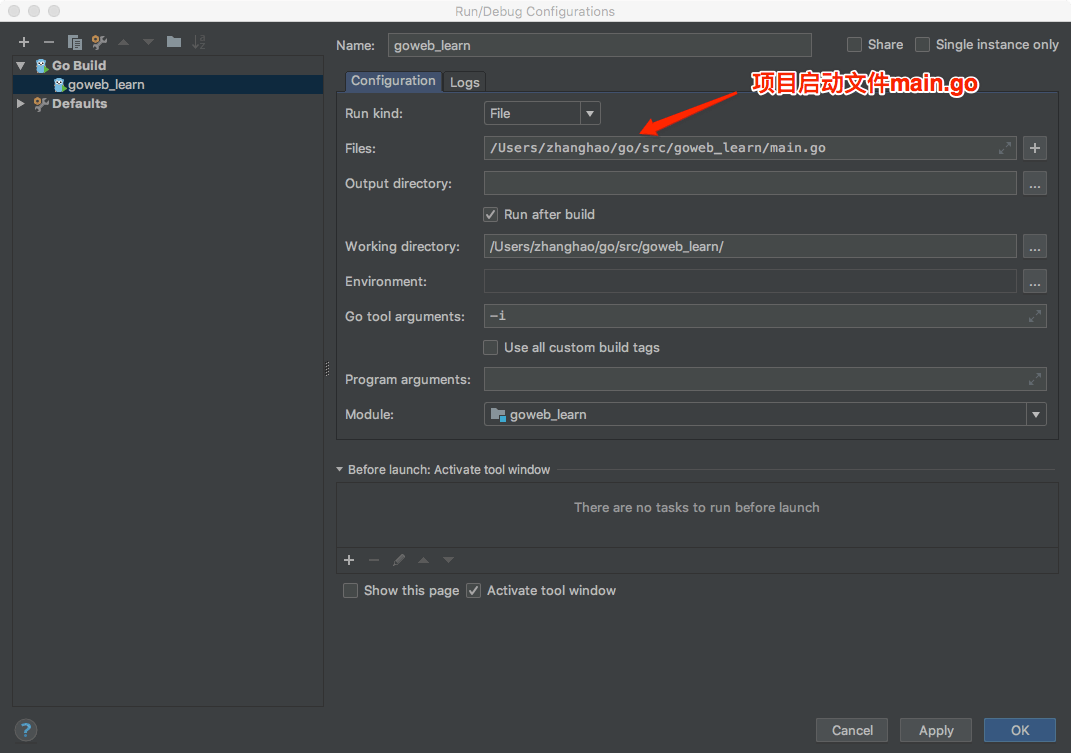 Run/Debug Configurations
Name: goweb_learn Share Single instance only
Go Build
goweb_learn
Defaults
Configuration Logs
项目启动文件main.go
Run kind: File
Files: /Users/zhanghao/go/src/goweb_learn/main.go
Output directory: ...
Run after build
Working directory: /Users/zhanghao/go/src/goweb_learn/ ...
Environment: ...
Go tool arguments: -i
Use all custom build tags
Program arguments:
Module: goweb_learn
Before launch: Activate tool window
There are no tasks to run before launch
Show this page Activate tool window
? Cancel Apply OK